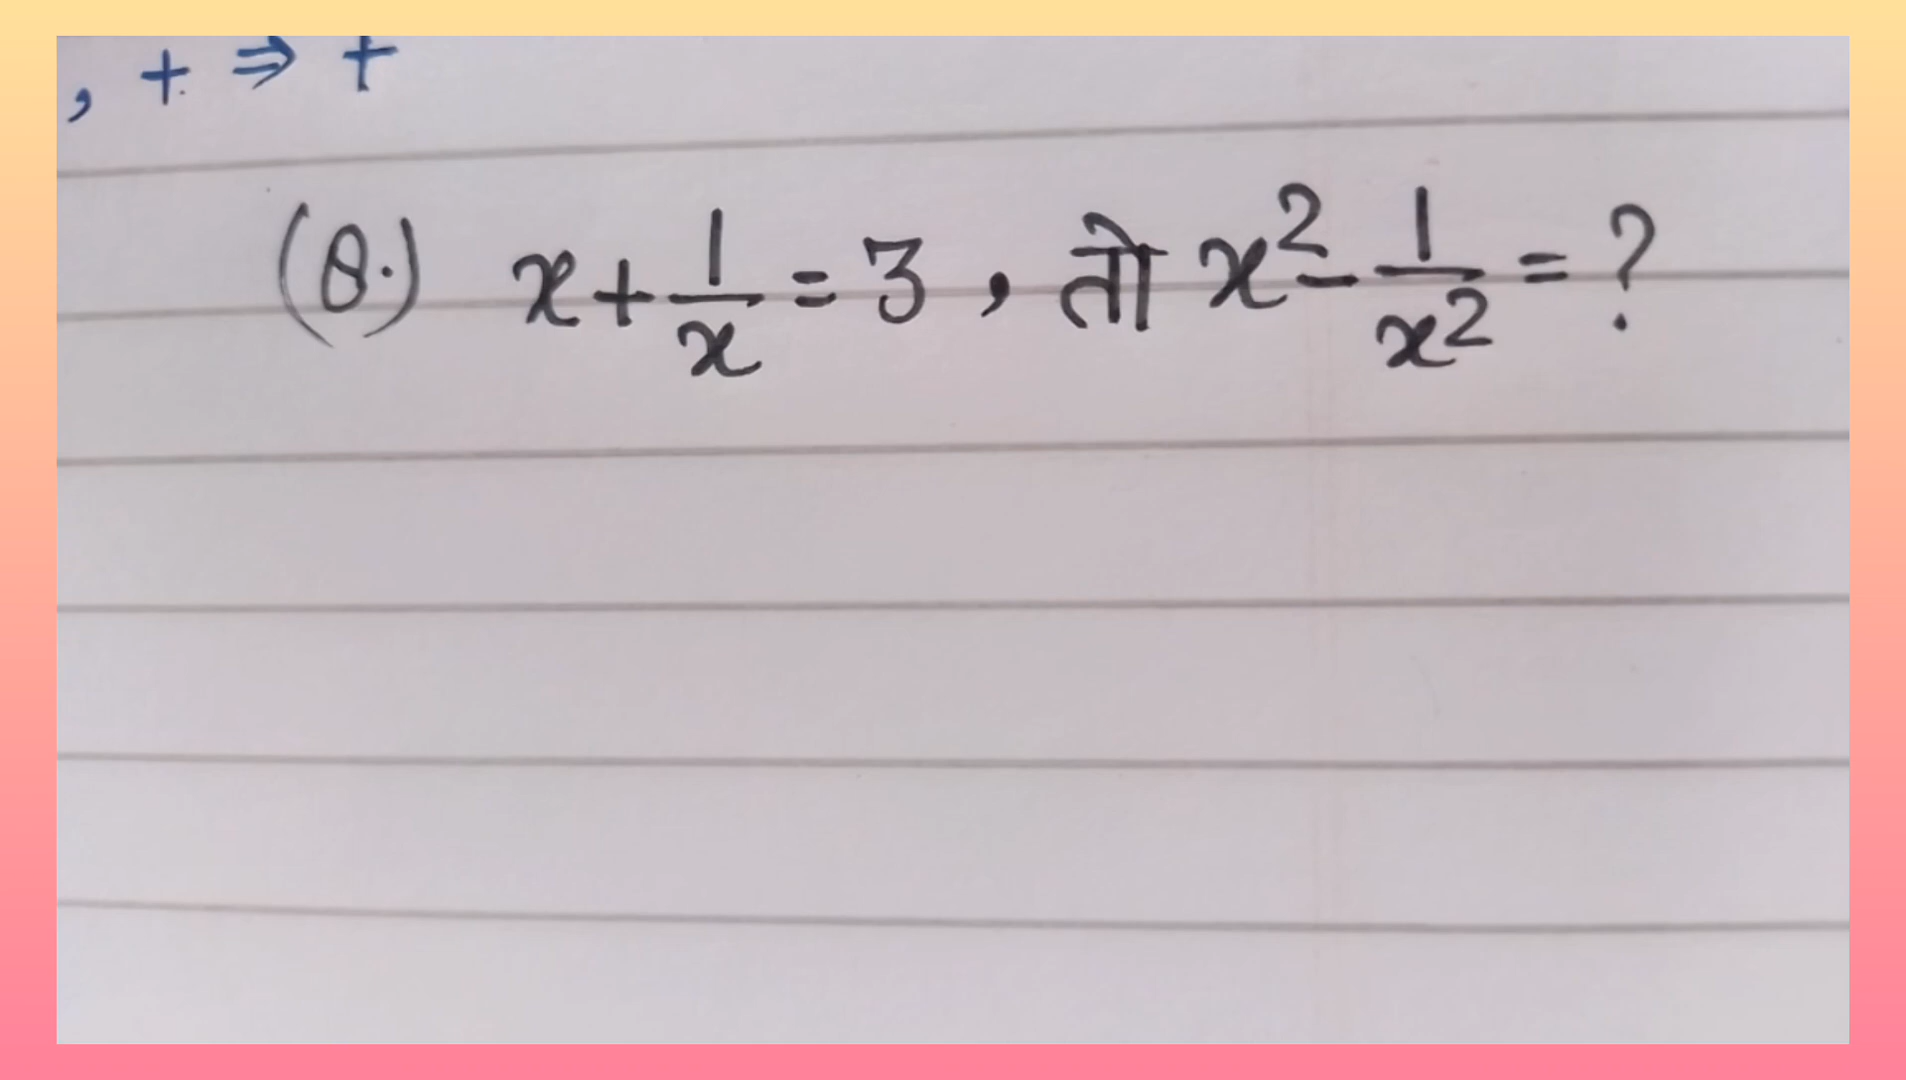 , + ⇒ +
(Q.) x + 1/x = 3, तो x² - 1/x² = ?